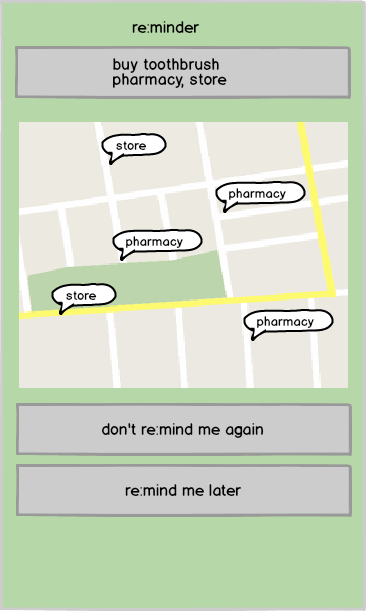 re:minder
buy toothbrush
pharmacy, store
store
pharmacy
pharmacy
store
pharmacy
don't re:mind me again
re:mind me later